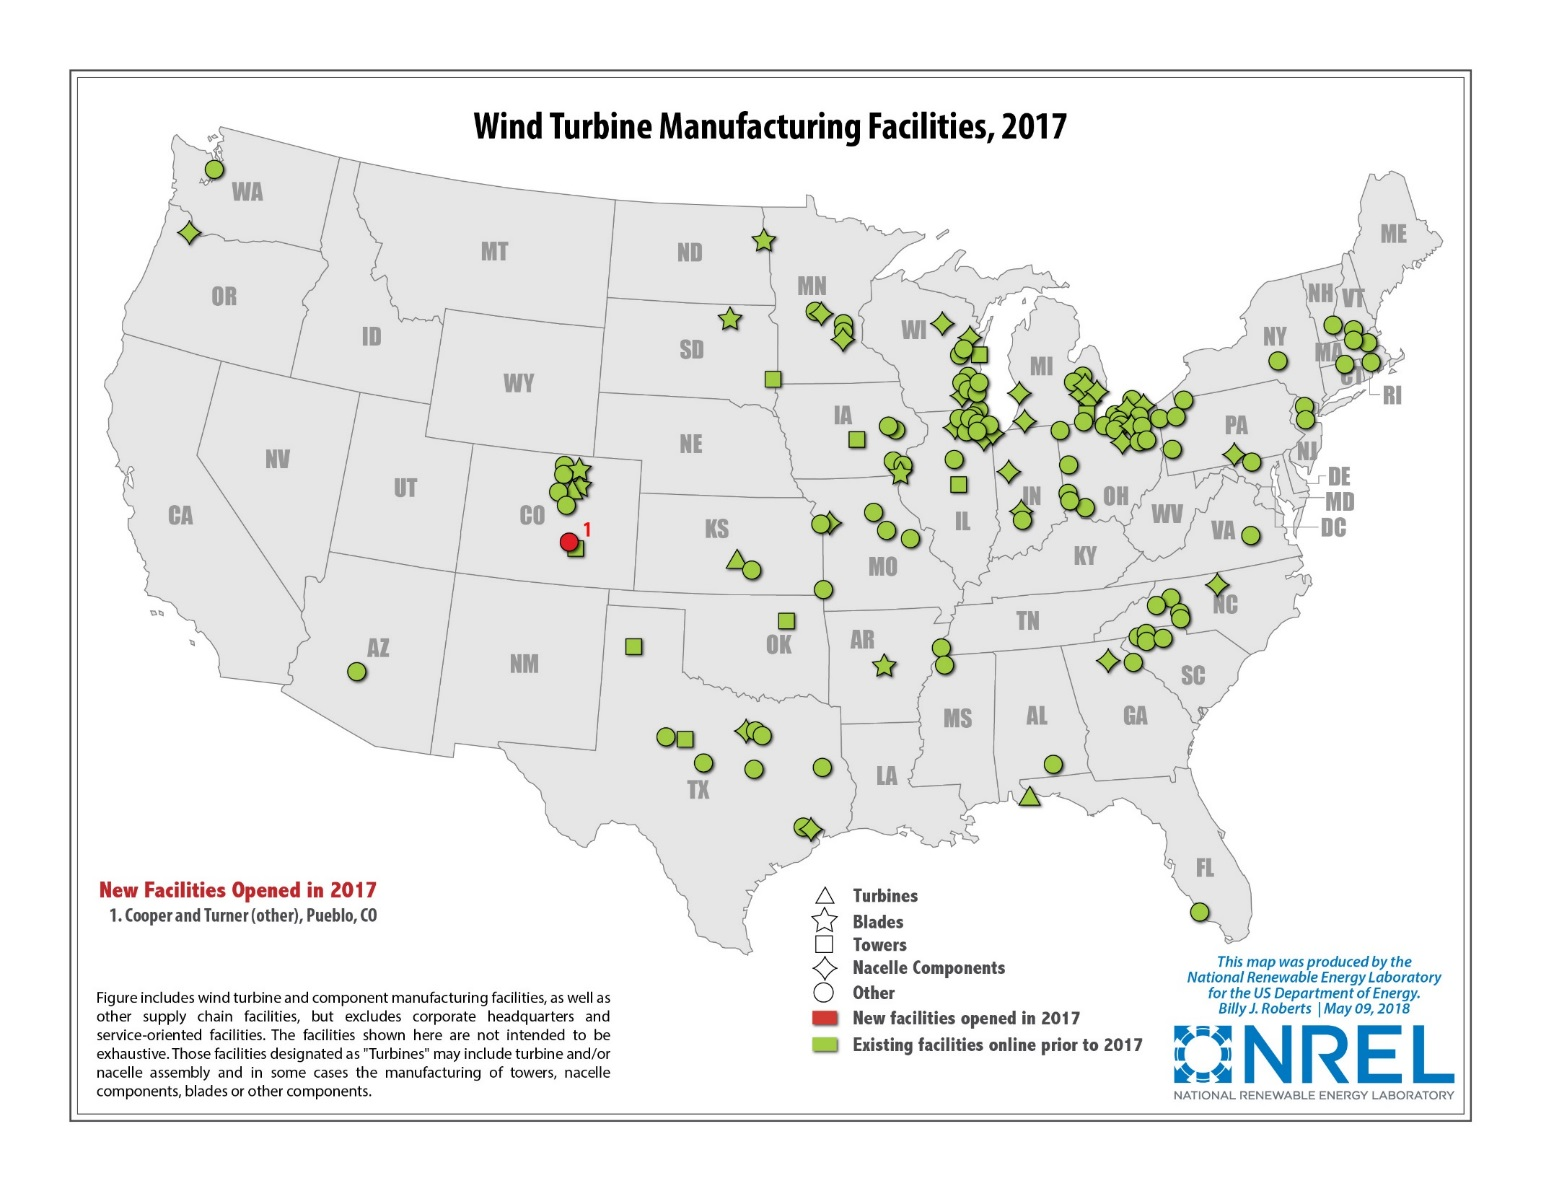 Wind Turbine Manufacturing Facilities, 2017
WA
MT
ND
MN
ME
OR
ID
SD
WI
MI
NY
NH
VT
WY
MA
CT
RI
IA
NE
PA
NJ
NV
UT
CO
1
KS
MO
IL
IN
OH
WV
VA
DE
MD
DC
CA
KY
AZ
NM
OK
AR
TN
NC
SC
MS
AL
GA
TX
LA
FL
New Facilities Opened in 2017
1. Cooper and Turner (other), Pueblo, CO
Figure includes wind turbine and component manufacturing facilities, as well as
other supply chain facilities, but excludes corporate headquarters and
service-oriented facilities. The facilities shown here are not intended to be
exhaustive. Those facilities designated as "Turbines" may include turbine and/or
nacelle assembly and in some cases the manufacturing of towers, nacelle
components, blades or other components.
Turbines
Blades
Towers
Nacelle Components
Other
New facilities opened in 2017
Existing facilities online prior to 2017
This map was produced by the
National Renewable Energy Laboratory
for the US Department of Energy.
Billy J. Roberts | May 09, 2018
NREL
NATIONAL RENEWABLE ENERGY LABORATORY